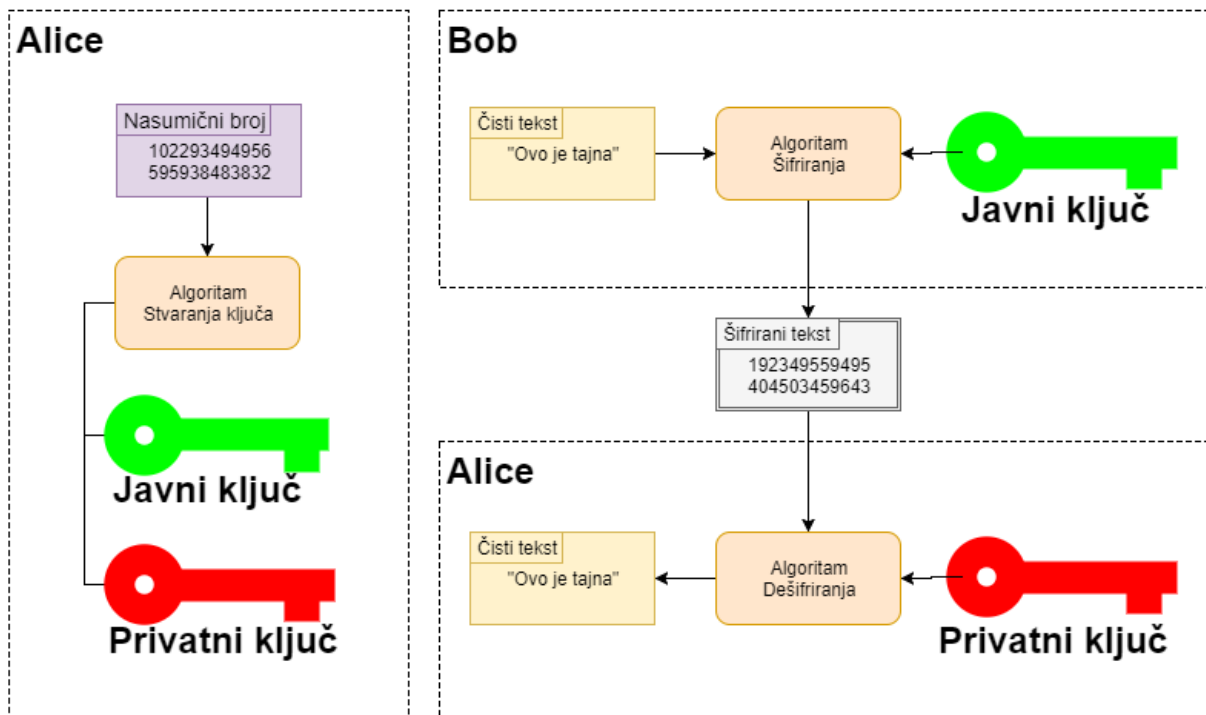 Alice
Nasumični broj
102293494956
595938483832
Algoritam
Stvaranja ključa
Javni ključ
Privatni ključ
Bob
Čisti tekst
"Ovo je tajna"
Algoritam
Šifriranja
Javni ključ
Šifrirani tekst
192349559495
404503459643
Alice
Čisti tekst
"Ovo je tajna"
Algoritam
Dešifriranja
Privatni ključ